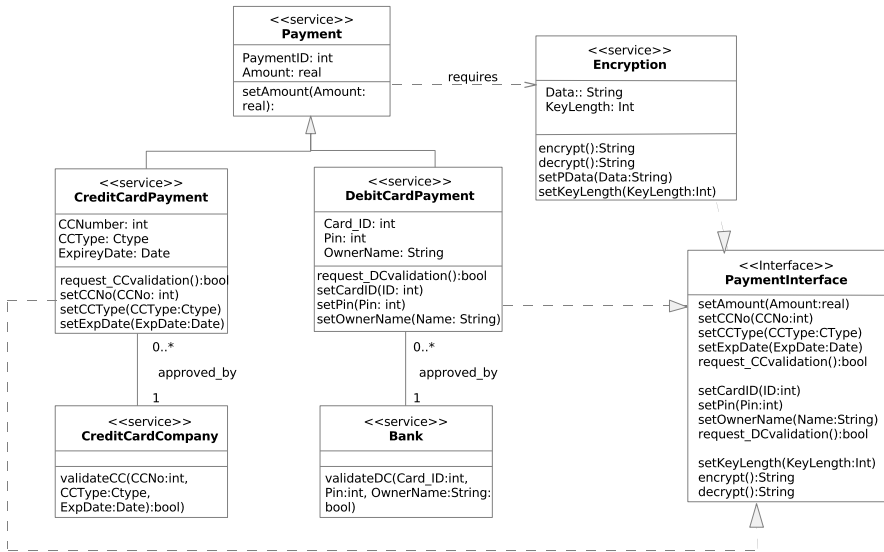 <<service>>
Payment
PaymentID: int
Amount: real
setAmount(Amount:
real):
requires
<<service>>
Encryption
Data:: String
KeyLength: Int
encrypt():String
decrypt():String
setPData(Data:String)
setKeyLength(KeyLength:Int)
<<service>>
CreditCardPayment
CCNumber: int
CCType: Ctype
ExpireyDate: Date
request_CCvalidation():bool
setCCNo(CCNo: int)
setCCType(CCType:Ctype)
setExpDate(ExpDate:Date)
<<service>>
DebitCardPayment
Card_ID: int
Pin: int
OwnerName: String
request_DCvalidation():bool
setCardID(ID: int)
setPin(Pin: int)
setOwnerName(Name: String)
<<Interface>>
PaymentInterface
setAmount(Amount:real)
setCCNo(CCNo:int)
setCCType(CCType:CType)
setExpDate(ExpDate:Date)
request_CCvalidation():bool
setCardID(ID:int)
setPin(Pin:int)
setOwnerName(Name:String)
request_DCvalidation():bool
setKeyLength(KeyLength:Int)
encrypt():String
decrypt():String
0..*
approved_by
1
0..*
approved_by
1
<<service>>
CreditCardCompany
validateCC(CCNo:int,
CCType:Ctype,
ExpDate:Date):bool)
<<service>>
Bank
validateDC(Card_ID:int,
Pin:int, OwnerName:String:
bool)